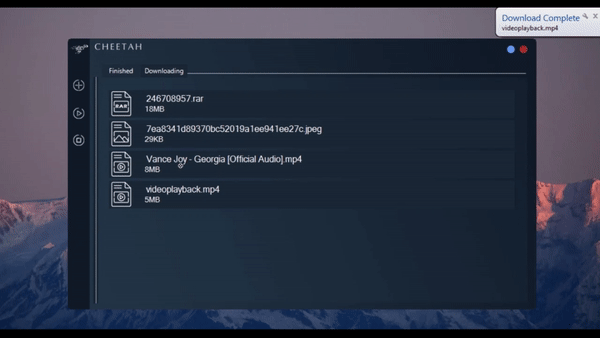 Download Complete
videoplayback.mp4
CHEETAH
Finished Downloading
246708957.rar
RAR
18MB
7ea8341d89370bc52019a1ee941ee27c.jpeg
29KB
Vance Joy - Georgia [Official Audio].mp4
8MB
videoplayback.mp4
5MB